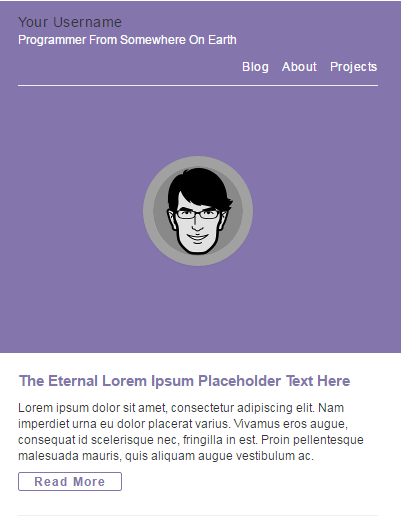 Your Username
Programmer From Somewhere On Earth
Blog About Projects
The Eternal Lorem Ipsum Placeholder Text Here
Lorem ipsum dolor sit amet, consectetur adipiscing elit. Nam
imperdiet urna eu dolor placerat varius. Vivamus eros augue,
consequat id scelerisque nec, fringilla in est. Proin pellentesque
malesuada mauris, quis aliquam augue vestibulum ac.
Read More